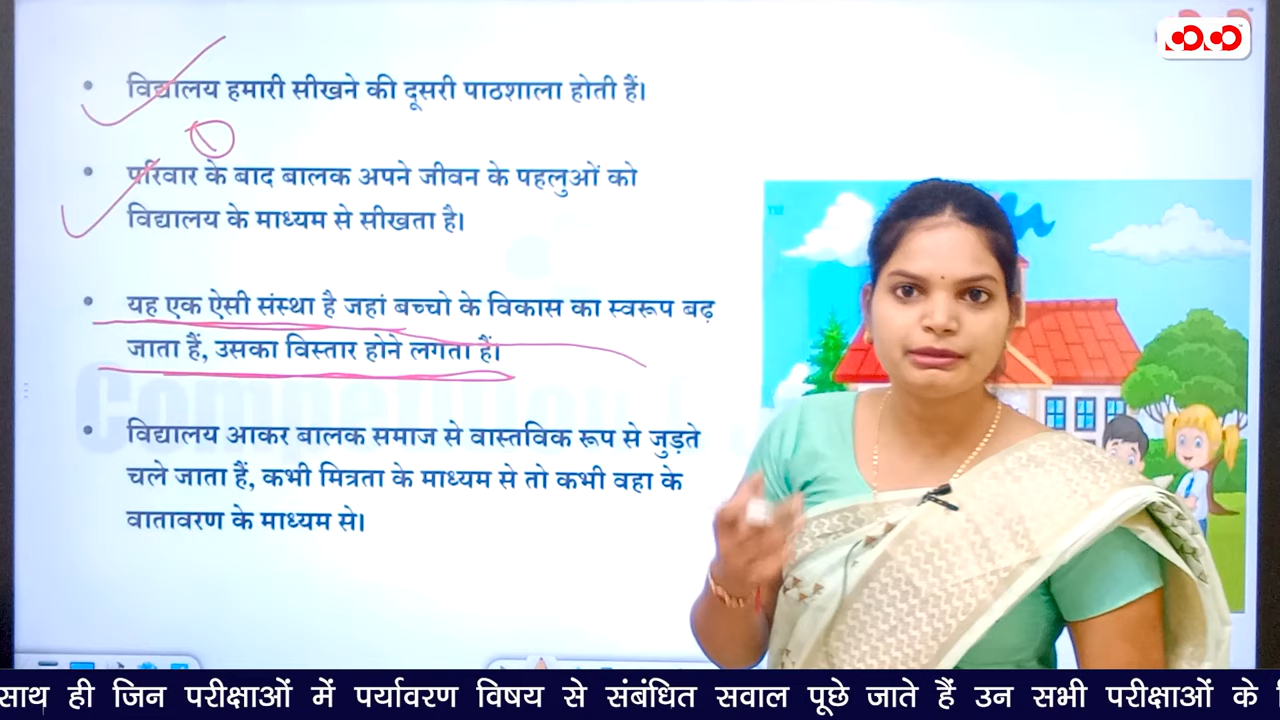 विद्यालय हमारी सीखने की दूसरी पाठशाला होती हैं।
परिवार के बाद बालक अपने जीवन के पहलुओं को
विद्यालय के माध्यम से सीखता है।
यह एक ऐसी संस्था है जहां बच्चो के विकास का स्वरूप बढ़
जाता हैं, उसका विस्तार होने लगता हैं।
विद्यालय आकर बालक समाज से वास्तविक रूप से जुड़ते
चले जाता हैं, कभी मित्रता के माध्यम से तो कभी वहा के
वातावरण के माध्यम से।
साथ ही जिन परीक्षाओं में पर्यावरण विषय से संबंधित सवाल पूछे जाते हैं उन सभी परीक्षाओं के